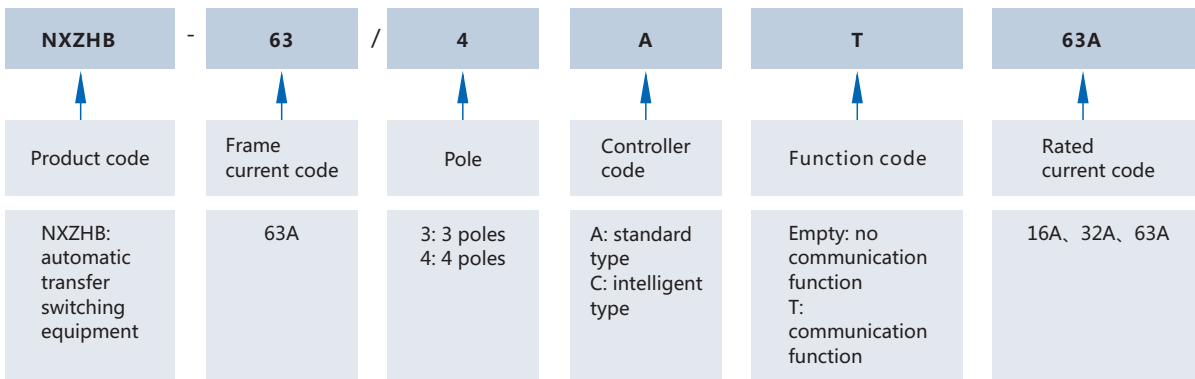 NXZHB - 63 / 4 A T 63A
Product code
Frame
current code
Pole
Controller
code
Function code
Rated
current code
NXZHB:
automatic
transfer
switching
equipment
63A
3: 3 poles
4: 4 poles
A: standard
type
C: intelligent
type
Empty: no
communication
function
T:
communication
function
16A、32A、63A